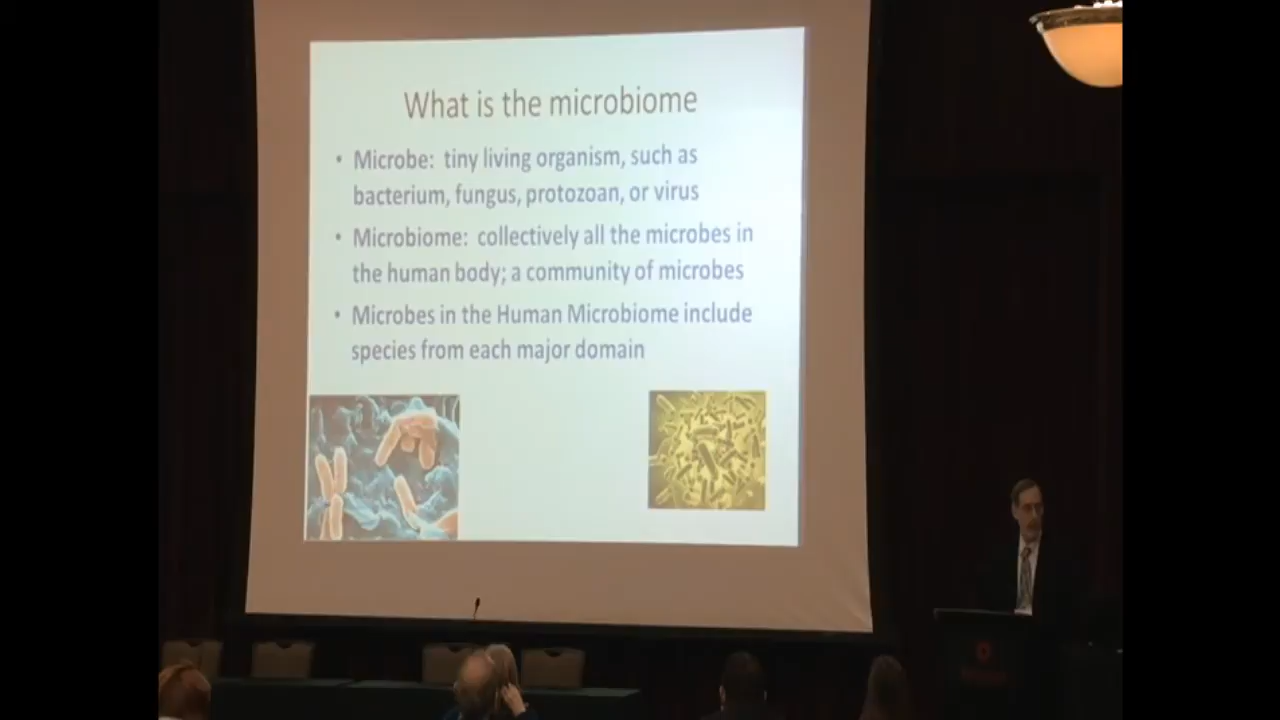 What is the microbiome
• Microbe: tiny living organism, such as
bacterium, fungus, protozoan, or virus
• Microbiome: collectively all the microbes in
the human body; a community of microbes
• Microbes in the Human Microbiome include
species from each major domain